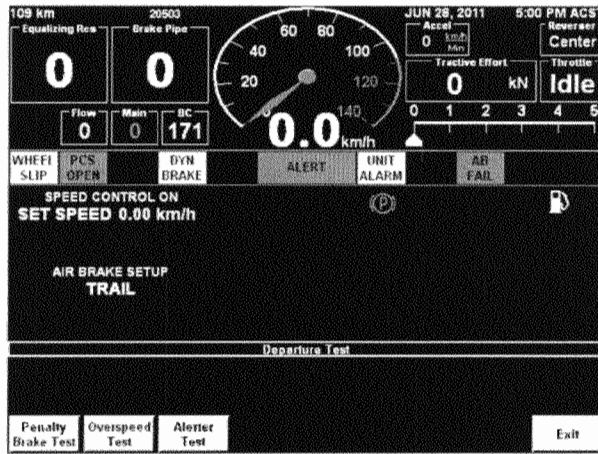 109 km 20503 JUN 28, 2011 5:00 PM ACST
Equalizing Res Brake Pipe Accel Reverser
0 0 0 km/h Min Center
Tractive Effort Throttle
0 kN Idle
20 40 60 80 100 120 140
0 1 2 3 4 5
Flow Main BC
0 0 171
0.0 km/h
WHEEL SLIP PCS OPEN DYN BRAKE ALERT UNIT ALARM AB FAIL
SPEED CONTROL ON
SET SPEED 0.00 km/h
(P)
AIR BRAKE SETUP
TRAIL
Departure Test
Penalty Brake Test Overspeed Test Alerter Test Exit